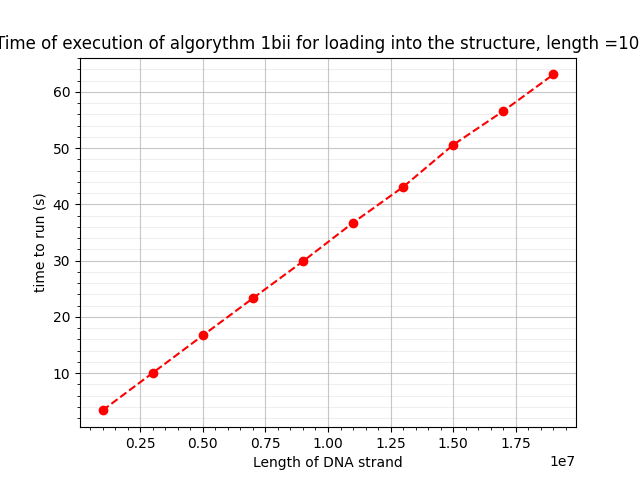 Time of execution of algorythm 1bii for loading into the structure, length =10
60
50
40
30
20
10
time to run (s)
0.25 0.50 0.75 1.00 1.25 1.50 1.75
1e7
Length of DNA strand